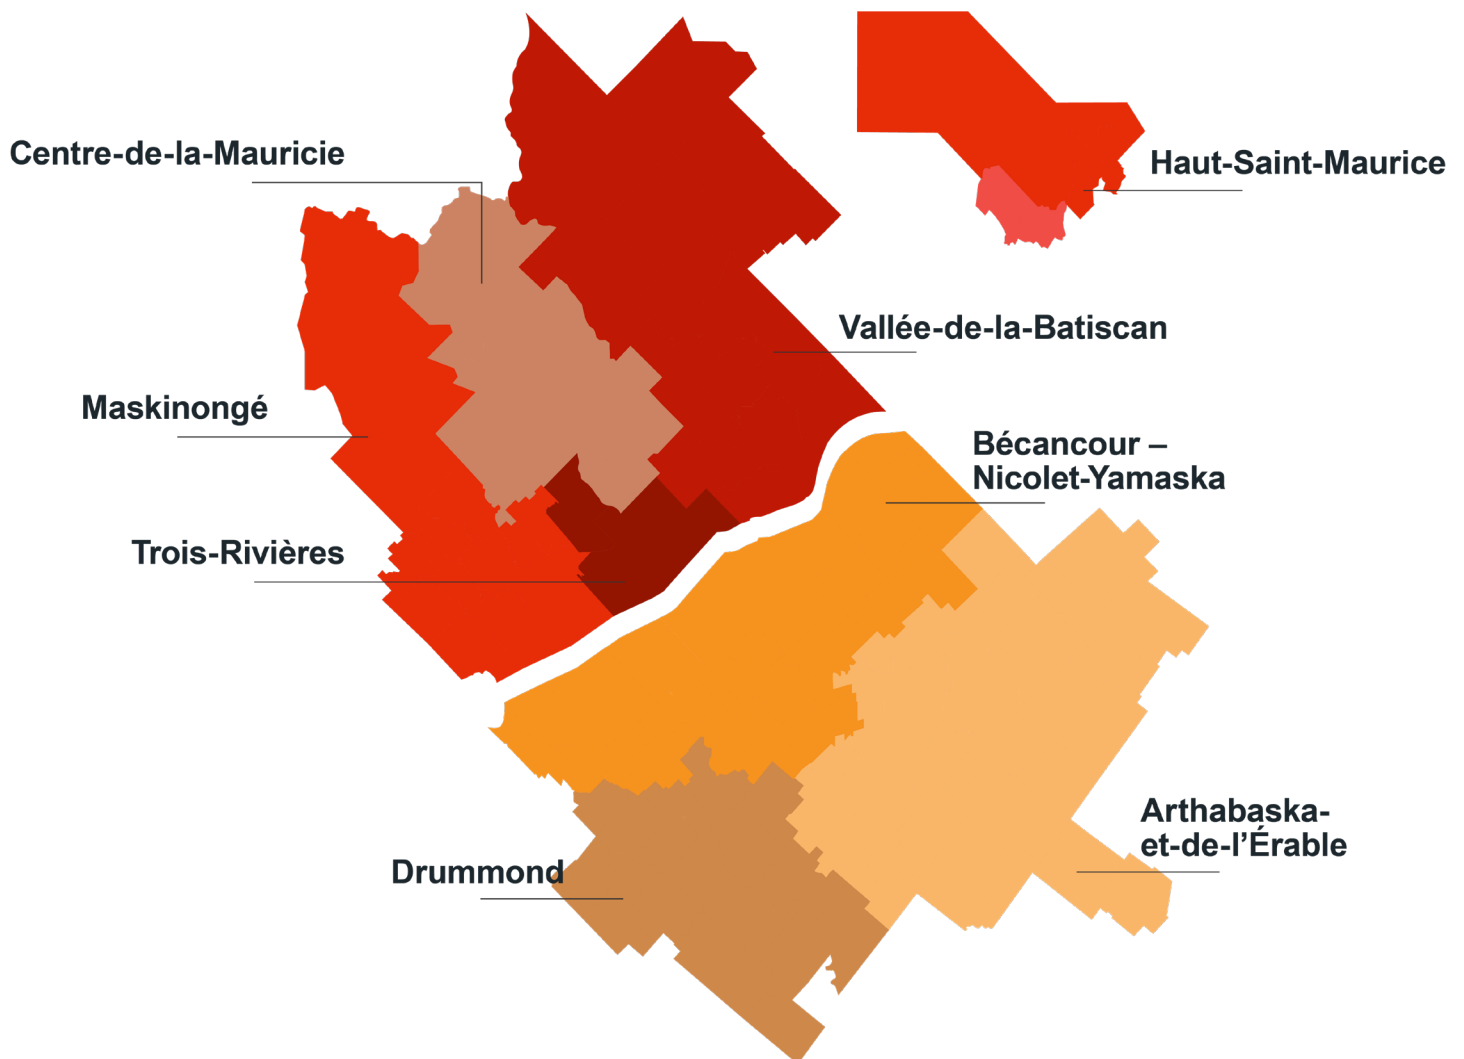 Centre-de-la-Mauricie
Haut-Saint-Maurice
Vallée-de-la-Batiscan
Maskinongé
Bécancour –
Nicolet-Yamaska
Trois-Rivières
Arthabaska-
et-de-l’Érable
Drummond